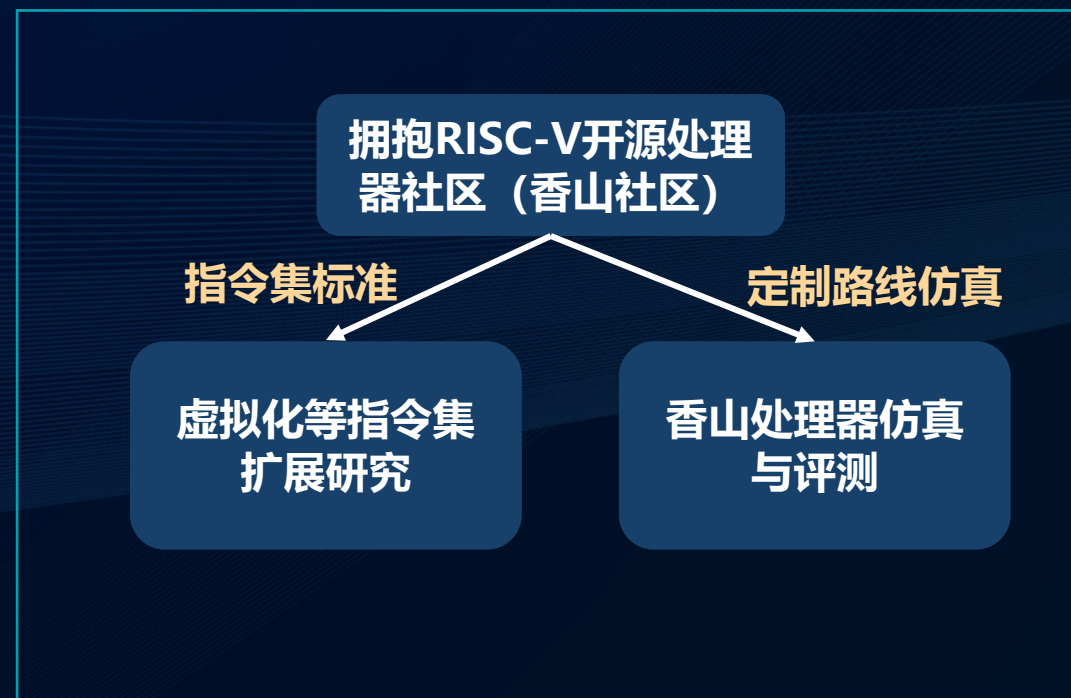 拥抱RISC-V开源处理
器社区（香山社区）
指令集标准
定制路线仿真
虚拟化等指令集
扩展研究
香山处理器仿真
与评测